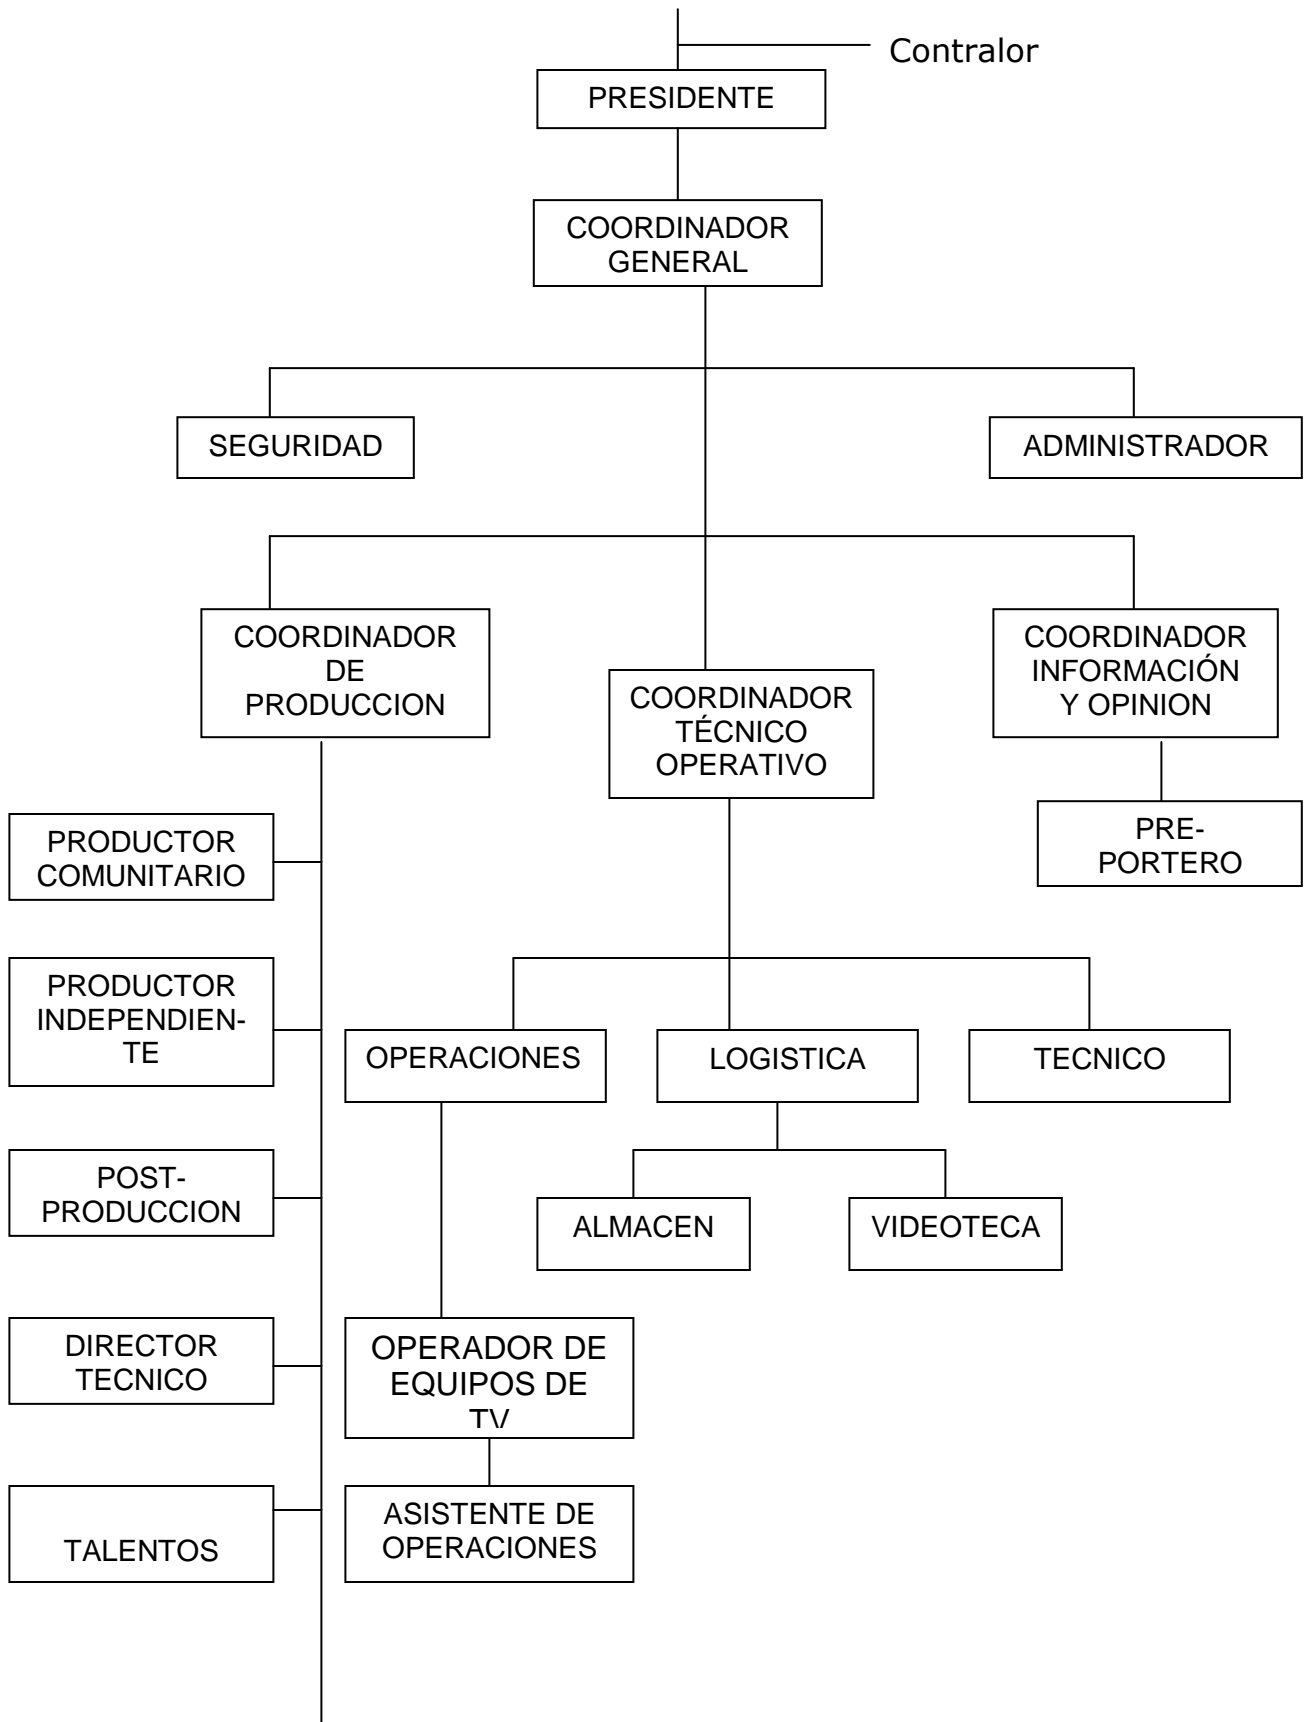 Contralor
PRESIDENTE
COORDINADOR
GENERAL
SEGURIDAD
ADMINISTRADOR
COORDINADOR
DE
PRODUCCION
COORDINADOR
TÉCNICO
OPERATIVO
COORDINADOR
INFORMACIÓN
Y OPINION
PRODUCTOR
COMUNITARIO
PRE-
PORTERO
PRODUCTOR
INDEPENDIEN-
TE
OPERACIONES
LOGISTICA
TECNICO
POST-
PRODUCCION
ALMACEN
VIDEOTECA
DIRECTOR
TECNICO
OPERADOR DE
EQUIPOS DE
TV
TALENTOS
ASISTENTE DE
OPERACIONES